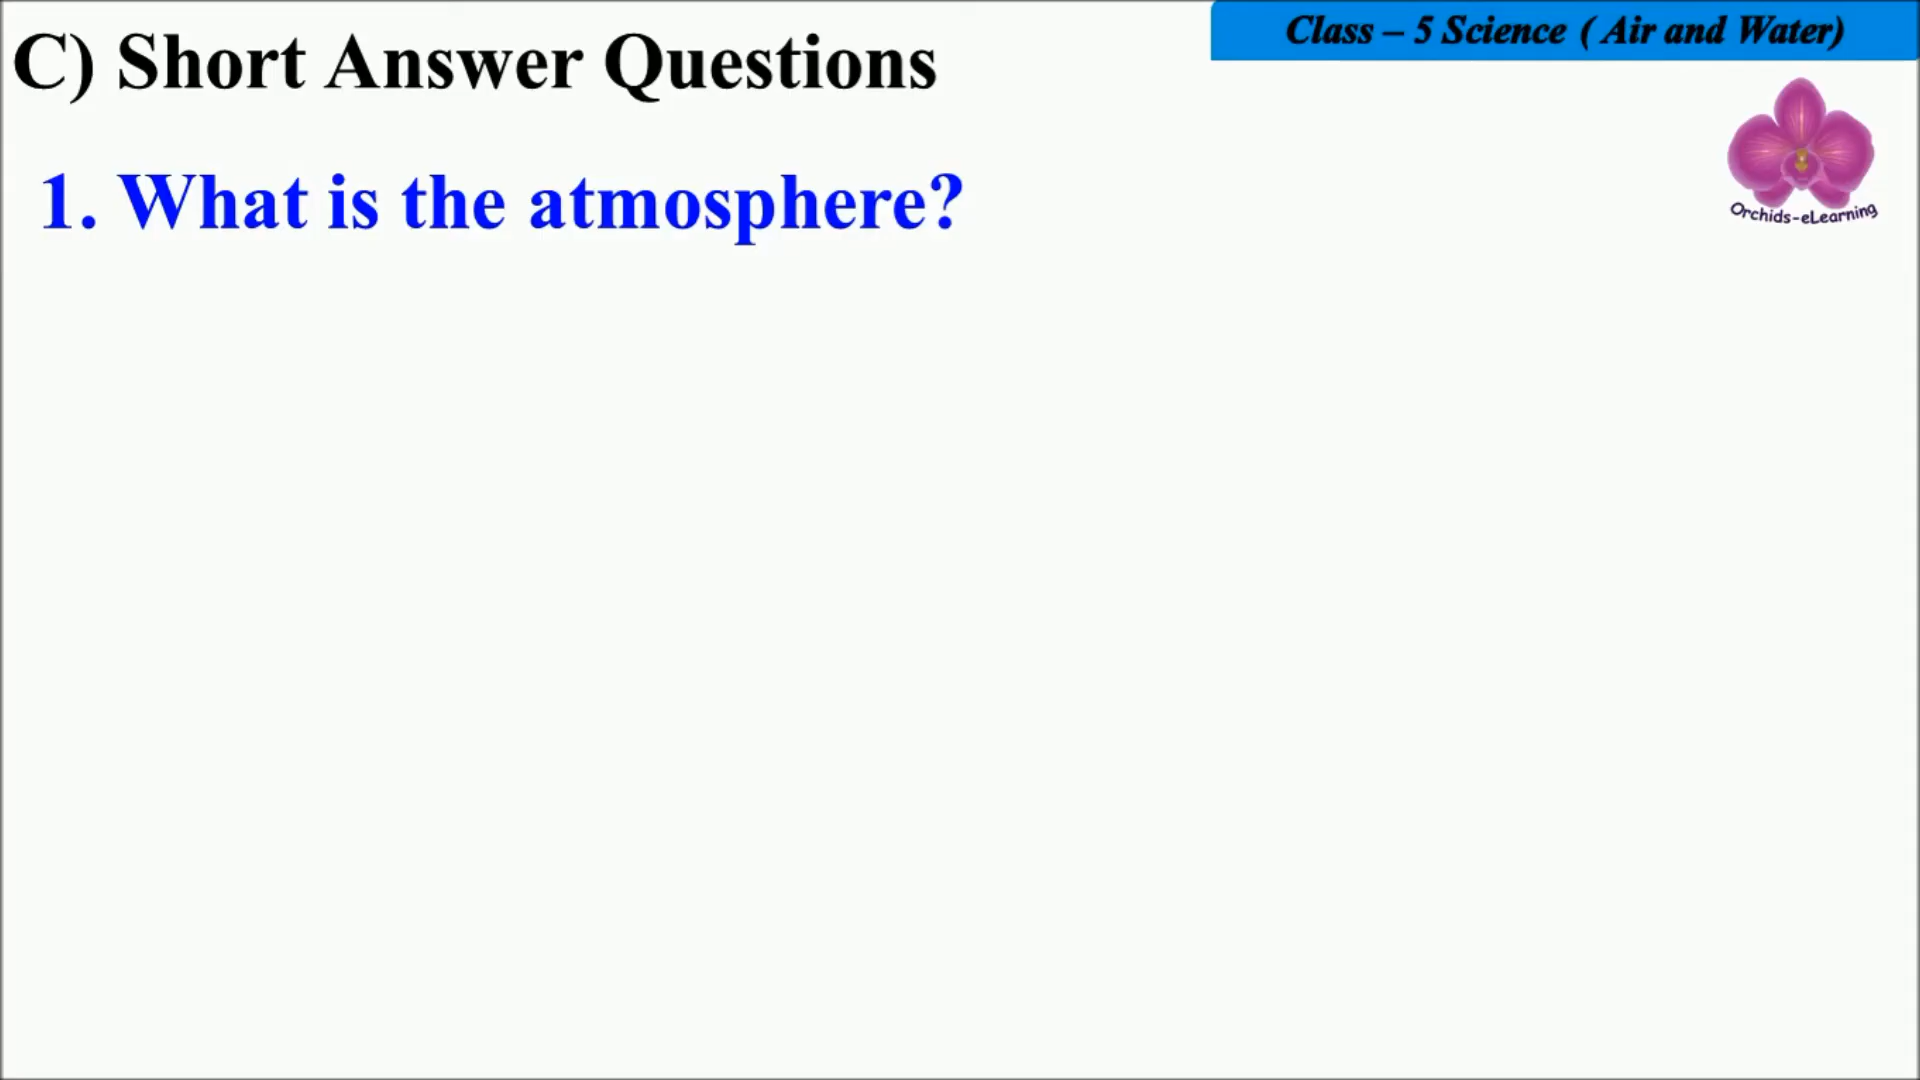 Class – 5 Science ( Air and Water)
C) Short Answer Questions
Orchids-eLearning
1. What is the atmosphere?